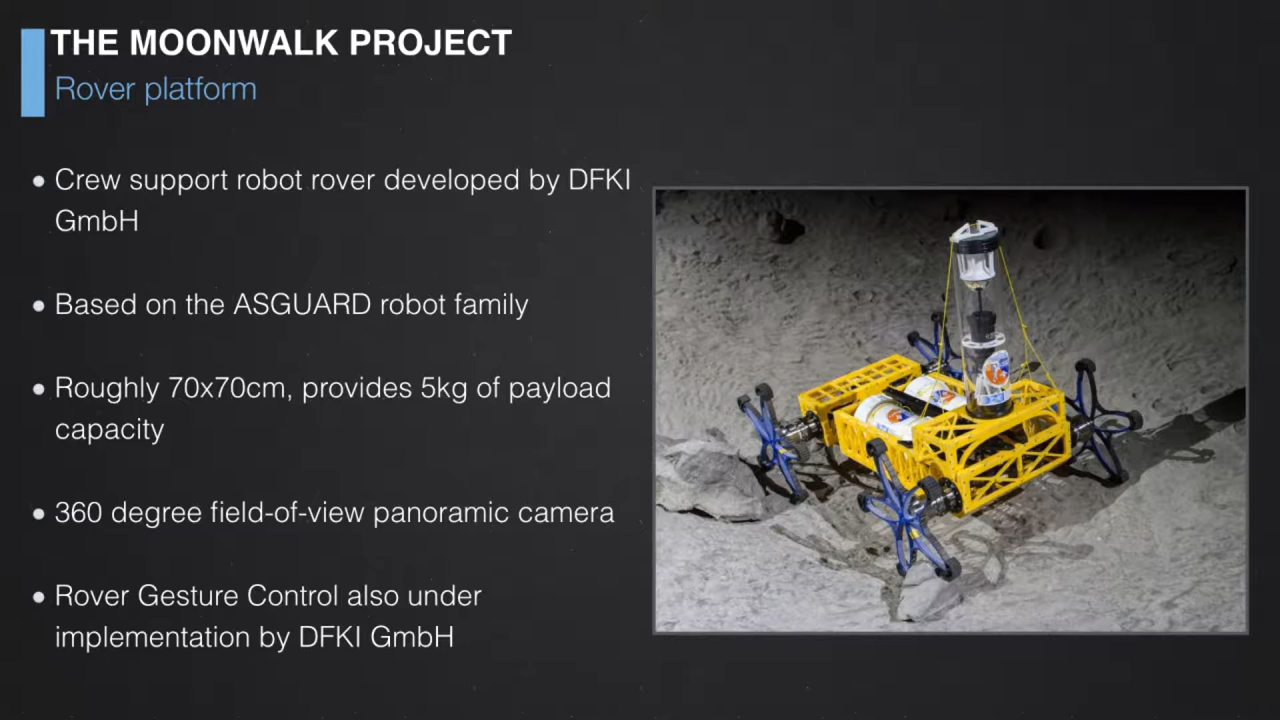 THE MOONWALK PROJECT
Rover platform
• Crew support robot rover developed by DFKI
GmbH
• Based on the ASGUARD robot family
• Roughly 70x70cm, provides 5kg of payload
capacity
• 360 degree field-of-view panoramic camera
• Rover Gesture Control also under
implementation by DFKI GmbH